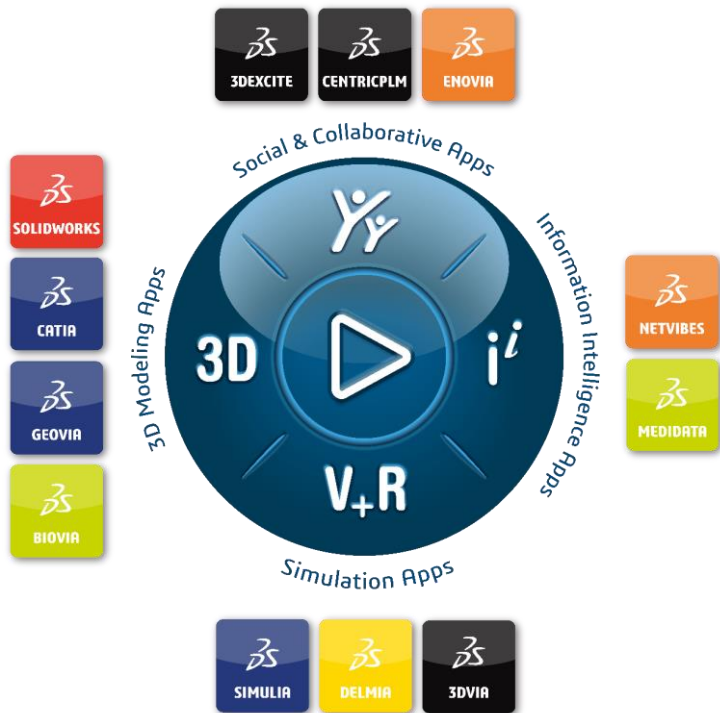 3DEXCITE
CENTRICPLM
ENOVIA
Social & Collaborative Apps
SOLIDWORKS
CATIA
GEOVIA
BIOVIA
3D Modeling Apps
3D
i i
V+R
Information Intelligence Apps
NETVIBES
MEDIDATA
Simulation Apps
SIMULIA
DELMIA
3DVIA